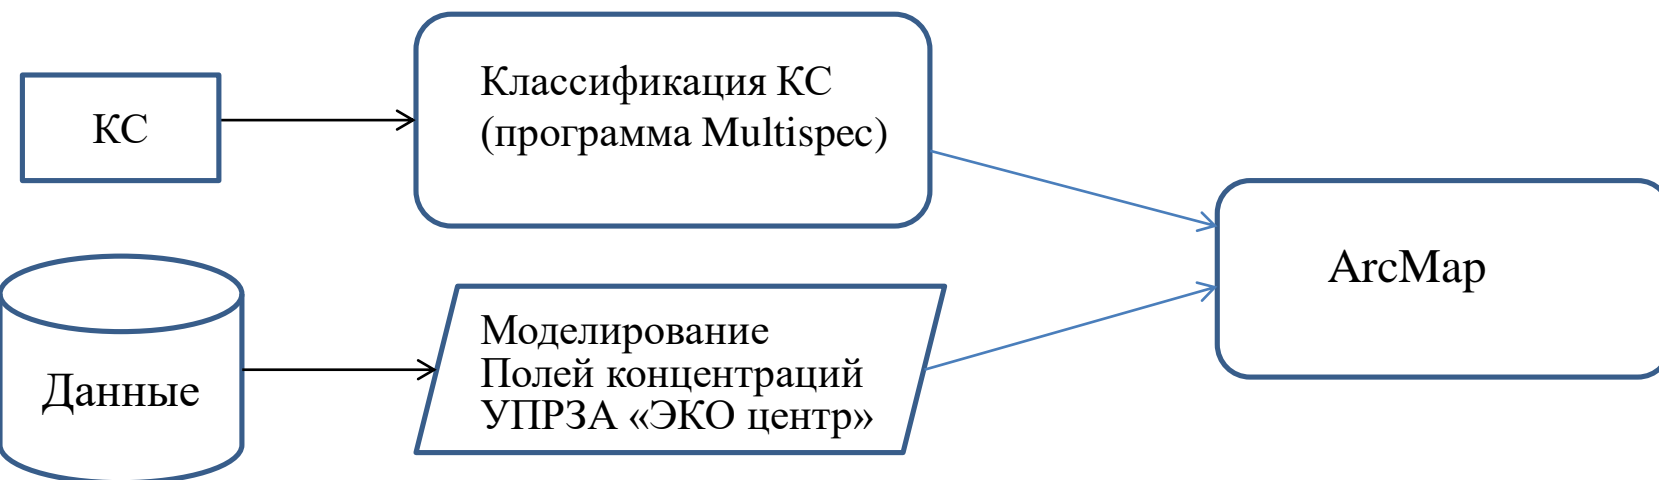 КС
Классификация КС
(программа Multispec)
ArcMap
Данные
Моделирование
Полей концентраций
УПРЗА «ЭКО центр»